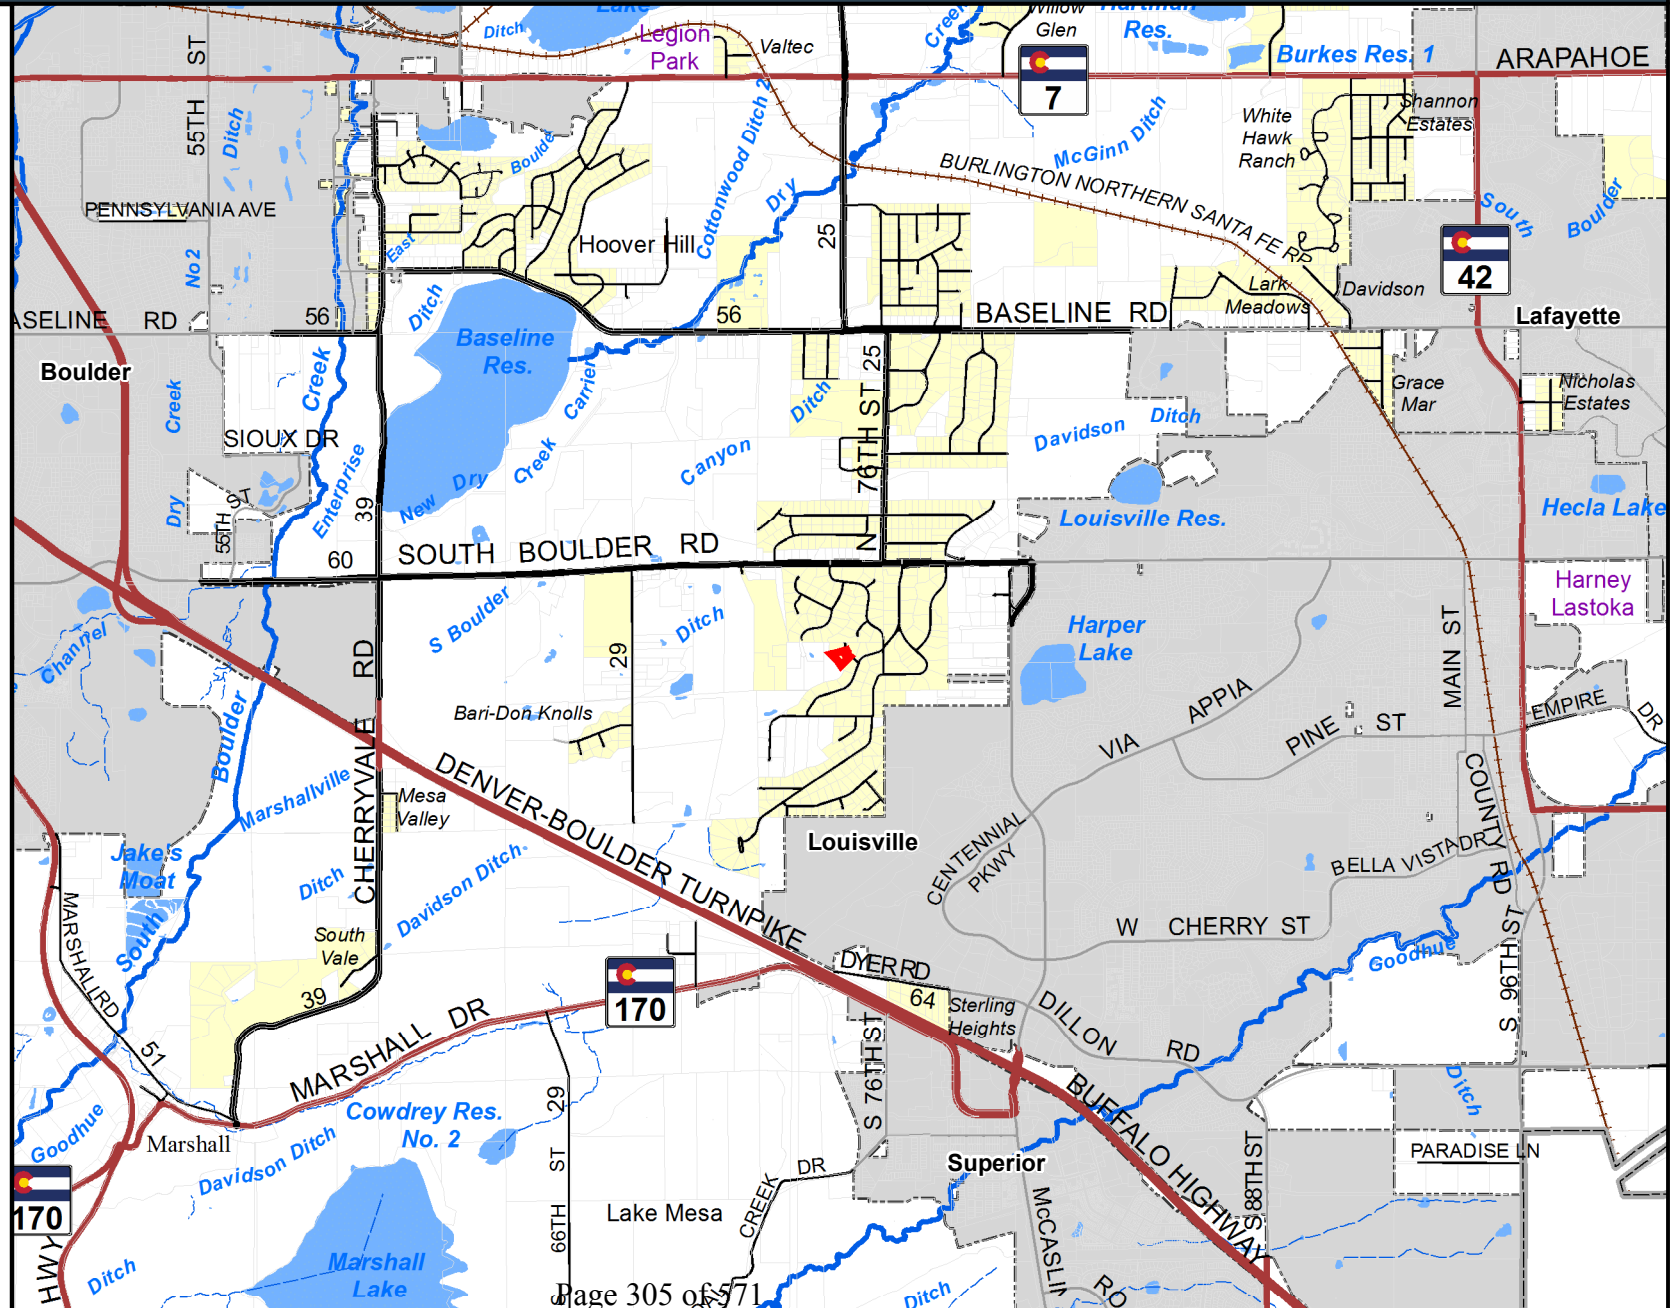 Lake
Creek
Willow
Glen
Hartman
Res.
Ditch
Legion
Park
Valtec
Burkes Res. 1
ARAPAHOE
7
55TH ST
Ditch
No 2
Boulder
Cottonwood Ditch 2
Dry
McGinn Ditch
White
Hawk
Ranch
Shannon
Estates
BURLINGTON NORTHERN SANTA FE RR
South
Boulder
PENNSYLVANIA AVE
East
Hoover Hill
25
42
Lark
Meadows
Davidson
Ditch
ASELINE RD
56
56
BASELINE RD
Lafayette
Boulder
Baseline
Res.
Creek
Dry
Creek
SIOUX DR
Enterprise
55TH ST
39
Carrier
Creek
Dry
New
Canyon
Ditch
25
N 76TH ST
Davidson
Ditch
Grace
Mar
Nicholas
Estates
Louisville Res.
Hecla Lake
60
SOUTH BOULDER RD
Harney
Lastoka
Channel
S Boulder
Ditch
29
Harper
Lake
MAIN ST
Boulder
CHERRYVALE RD
Bari-Don Knolls
VIA APPIA
PINE ST
EMPIRE
DR
Marshallville
Ditch
Mesa
Valley
DENVER-BOULDER TURNPIKE
Louisville
CENTENNIAL
PKWY
COUNTY RD
BELLA VISTA DR
Jake's
Moat
South
Davidson Ditch
MARSHALL RD
South
Vale
W CHERRY ST
Goodhue
S 96TH ST
39
170
DYER RD
64
Sterling
Heights
DILLON RD
MARSHALL DR
51
S 76TH ST
29
Cowdrey Res.
No. 2
Goodhue
Marshall
Davidson Ditch
BUFFALO HIGHWAY
Ditch
PARADISE LN
Superior
170
DR
CREEK
Lake Mesa
S 66TH ST
S 88TH ST
McCASLIN
HWY
Ditch
Marshall
Lake
Page 305 of 571
Ditch
RO